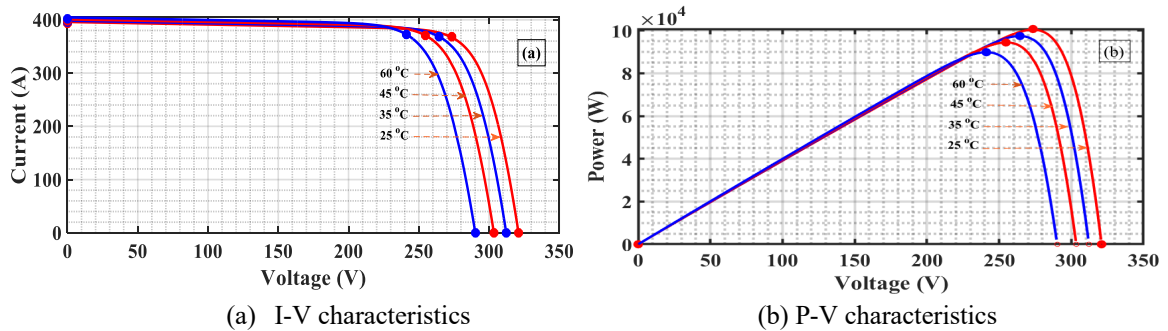 400
300
200
100
0
Current (A)
(a)
60 °C
45 °C
35 °C
25 °C
0
50
100
150
200
250
300
350
Voltage (V)
(a) I-V characteristics
×10⁴
10
8
6
4
2
0
Power (W)
(b)
60 °C
45 °C
35 °C
25 °C
0
50
100
150
200
250
300
350
Voltage (V)
(b) P-V characteristics